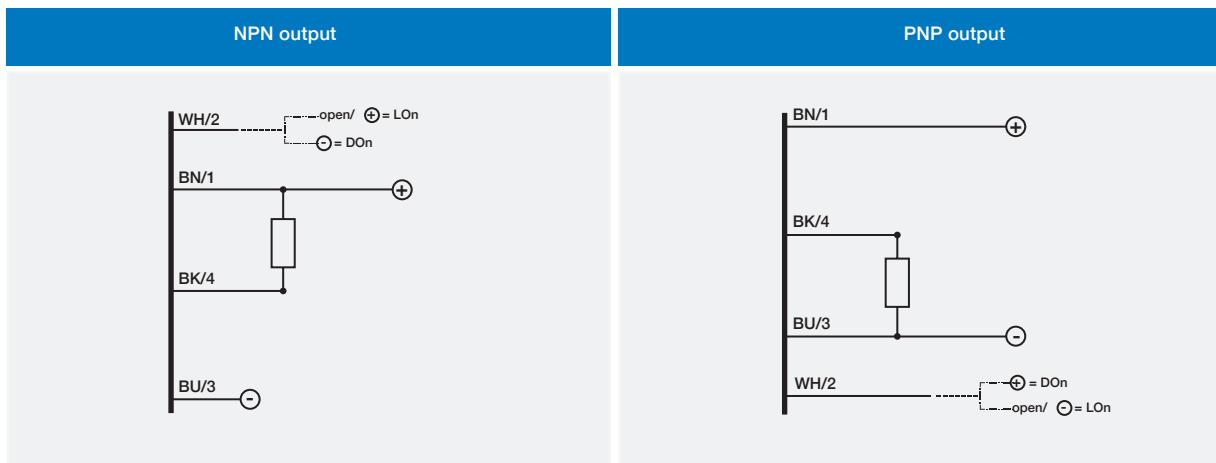 NPN output
WH/2
open/ + = LOn
- = DOn
BN/1
+
BK/4
BU/3
-
PNP output
BN/1
+
BK/4
BU/3
-
WH/2
+ = DOn
open/ - = LOn